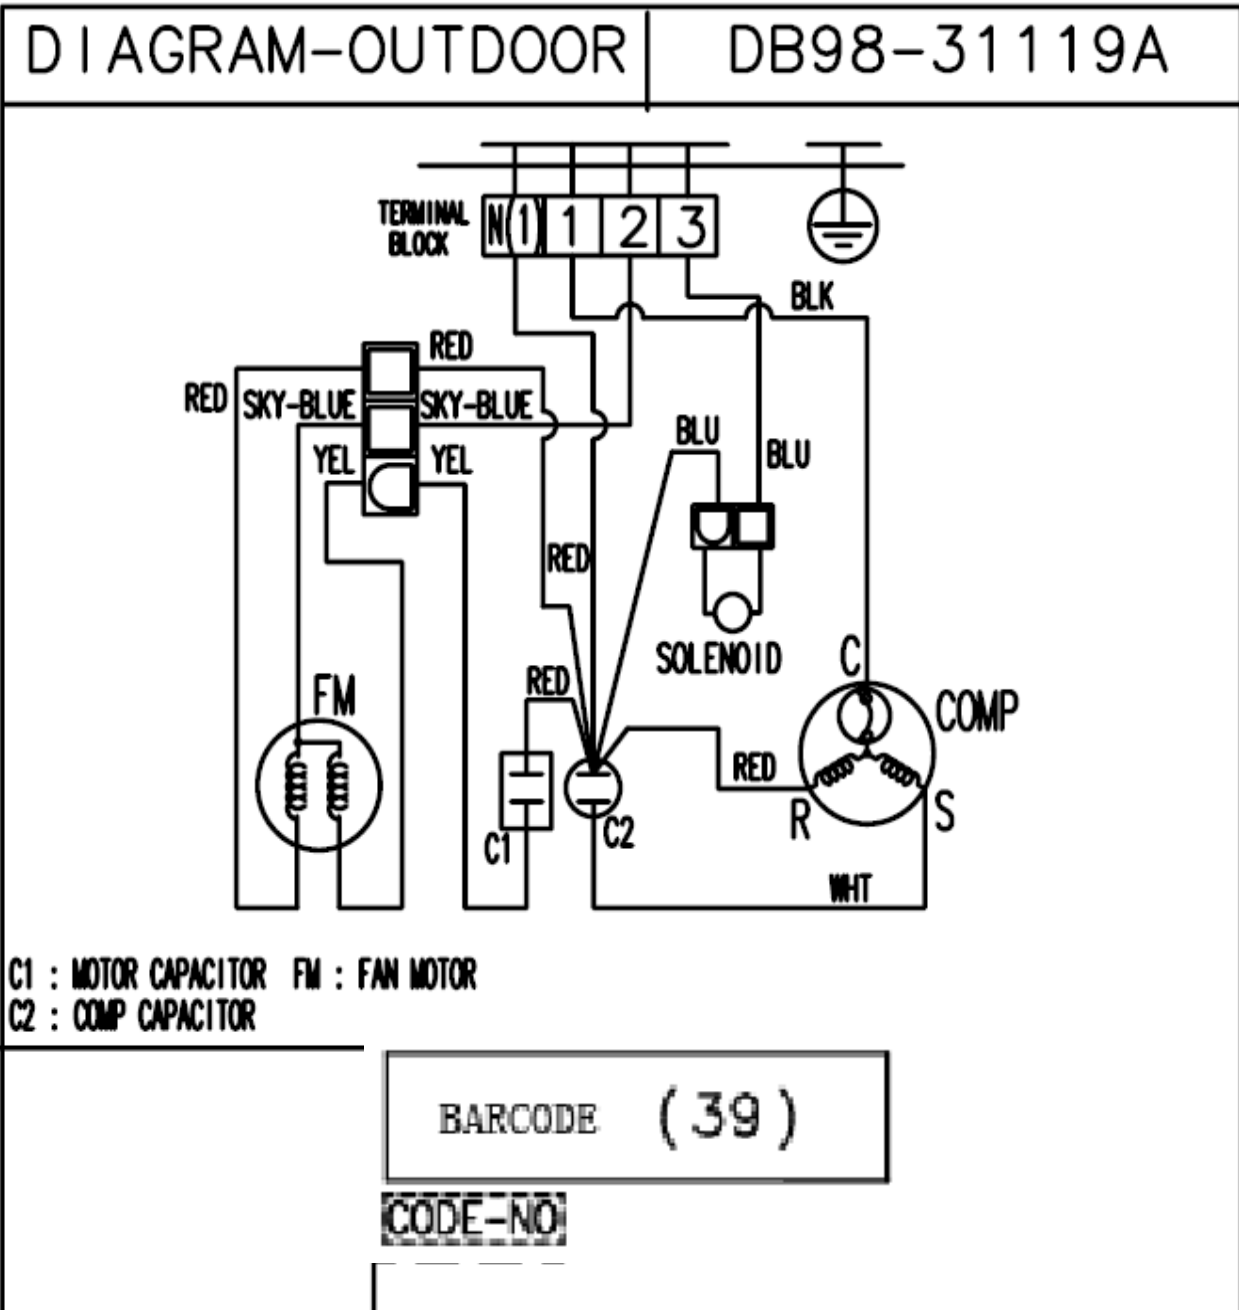 DIAGRAM-OUTDOOR
DB98-31119A
TERMINAL
BLOCK
N(1) 1 2 3
BLK
RED
RED
SKY-BLUE
SKY-BLUE
BLU
BLU
YEL
YEL
RED
SOLENOID
C
RED
FM
COMP
RED
R
S
C1
C2
WHT
C1 : MOTOR CAPACITOR FM : FAN MOTOR
C2 : COMP CAPACITOR
BARCODE (39)
CODE-NO